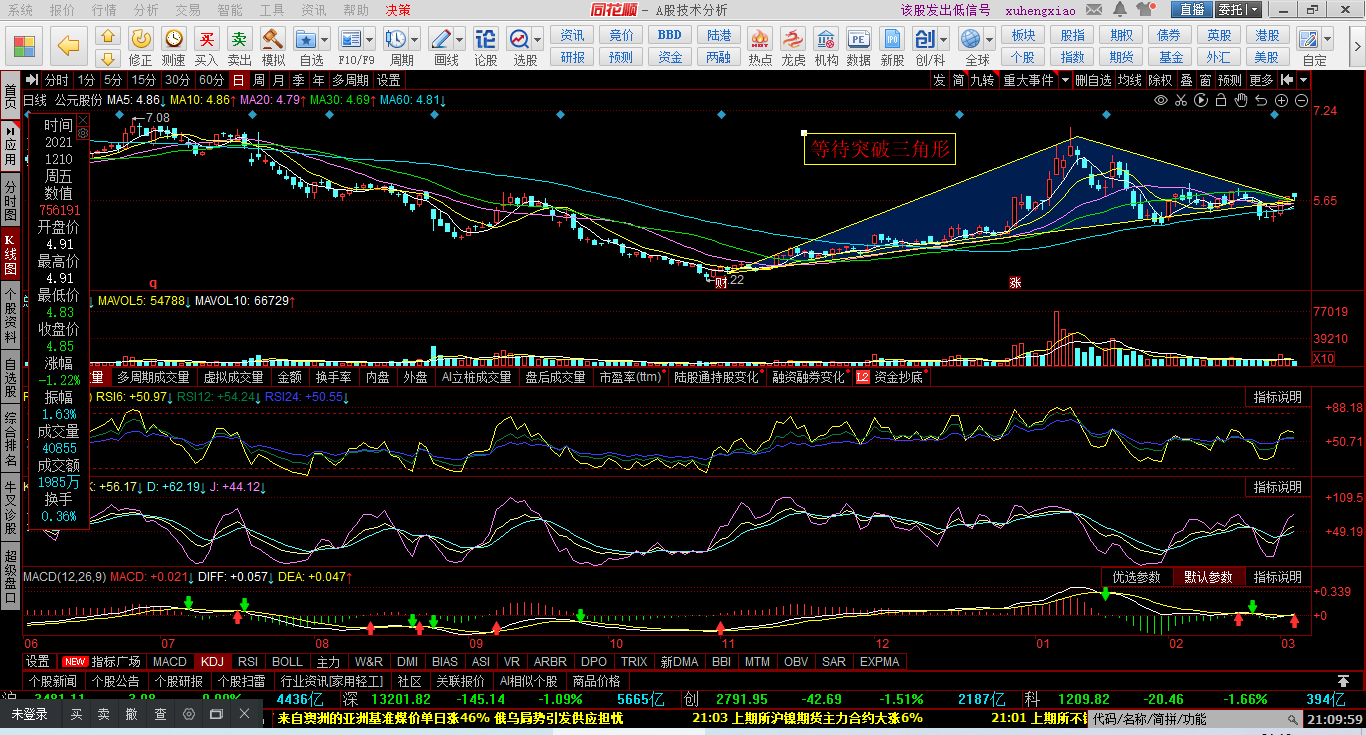 系统 报价 行情 分析 交易 智能 工具 资讯 帮助 决策 同花顺 - A股技术分析 该股发出低信号 xuhengxiao 直播 委托
资讯 竞价 BBD 陆港 股指 期权 债券 英股 港股
板块
修正 测速 买入 卖出 模拟 自选 F10/F9 周期 画线 论股 选股 研报 预测 资金 两融 热点 龙虎 机构 数据 新股 创/科 全球 个股 指数 期货 基金 外汇 美股 自定
分时 1分 5分 15分 30分 60分 日 周 月 季 年 多周期 设置 发 简 九转 重大事件 删自选 均线 除权 叠 窗 预测 更多
日线 公元股份 MA5: 4.86↓ MA10: 4.86↑ MA20: 4.79↑ MA30: 4.69↑ MA60: 4.81↓
首页
应用
分时图
K线图
个股资料
自选股
综合排名
牛叉诊股
超级盘口
时间
2021
1210
周五
数值
756191
开盘价
4.91
最高价
4.91
最低价
4.83
收盘价
4.85
涨幅
-1.22%
振幅
1.63%
成交量
40855
成交额
1985万
换手
0.36%
7.08
等待突破三角形
7.24
5.65
q 财 .22 涨
MAVOL5: 54788↓ MAVOL10: 66729↑
77019
39210
X10
量 多周期成交量 虚拟成交量 金额 换手率 内盘 外盘 AI立桩成交量 盘后成交量 市盈率(ttm) 陆股通持股变化 融资融券变化 L2 资金抄底
RSI6: +50.97↓ RSI12: +54.24↓ RSI24: +50.55↓ 指标说明
+88.18
+50.71
K: +56.17↓ D: +62.19↓ J: +44.12↓ 指标说明
+109.5
+49.19
MACD(12,26,9) MACD: +0.021↓ DIFF: +0.057↓ DEA: +0.047↑ 优选参数 默认参数 指标说明
+0.339
+0
06 07 08 09 10 11 12 01 02 03
设置 NEW 指标广场 MACD KDJ RSI BOLL 主力 W&R DMI BIAS ASI VR ARBR DPO TRIX 新DMA BBI MTM OBV SAR EXPMA
个股新闻 个股公告 个股研报 个股扫雷 行业资讯[家用轻工] 社区 关联报价 AI相似个股 商品价格
沪 3481.11 4436亿 深 13201.82 -145.14 -1.09% 5665亿 创 2791.95 -42.69 -1.51% 2187亿 科 1209.82 -20.46 -1.66% 394亿
未登录 买 卖 撤 查 来自澳洲的亚洲基准煤价单日涨46% 俄乌局势引发供应担忧 21:03 上期所沪镍期货主力合约大涨6% 21:01 上期所不锈 代码/名称/简拼/功能 21:09:59